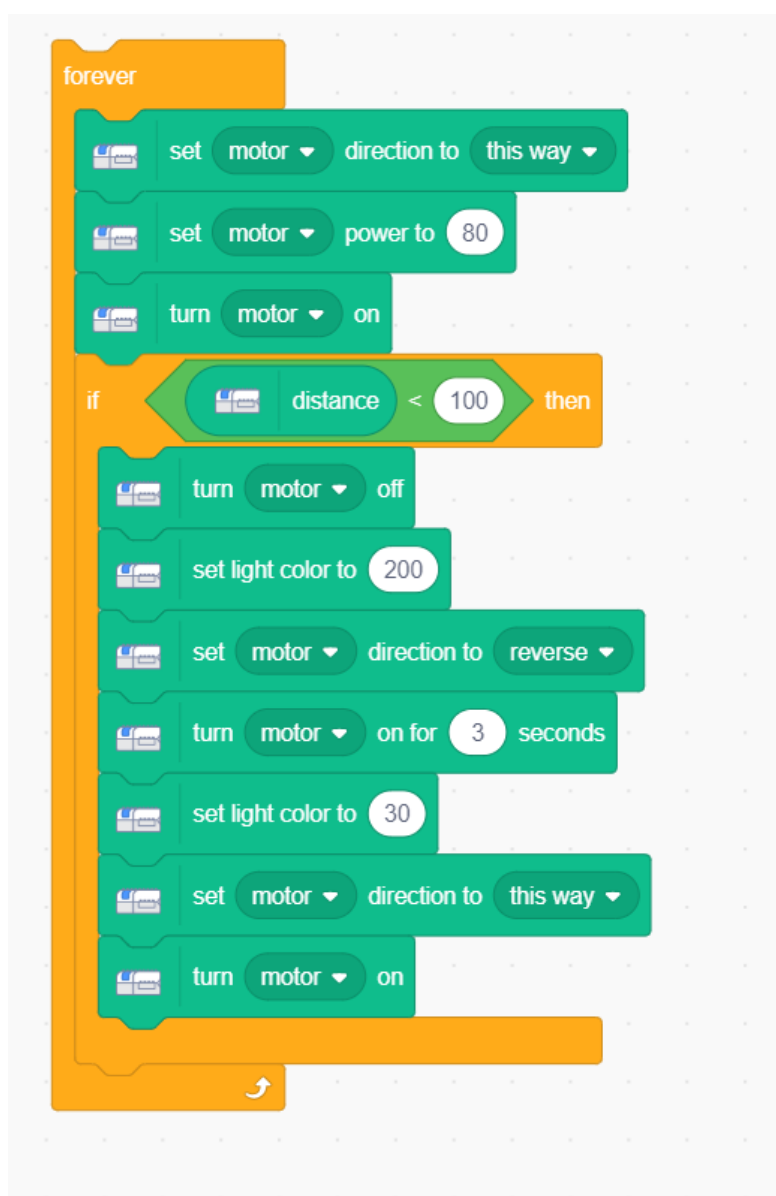 forever
set motor direction to this way
set motor power to 80
turn motor on
if distance < 100 then
turn motor off
set light color to 200
set motor direction to reverse
turn motor on for 3 seconds
set light color to 30
set motor direction to this way
turn motor on